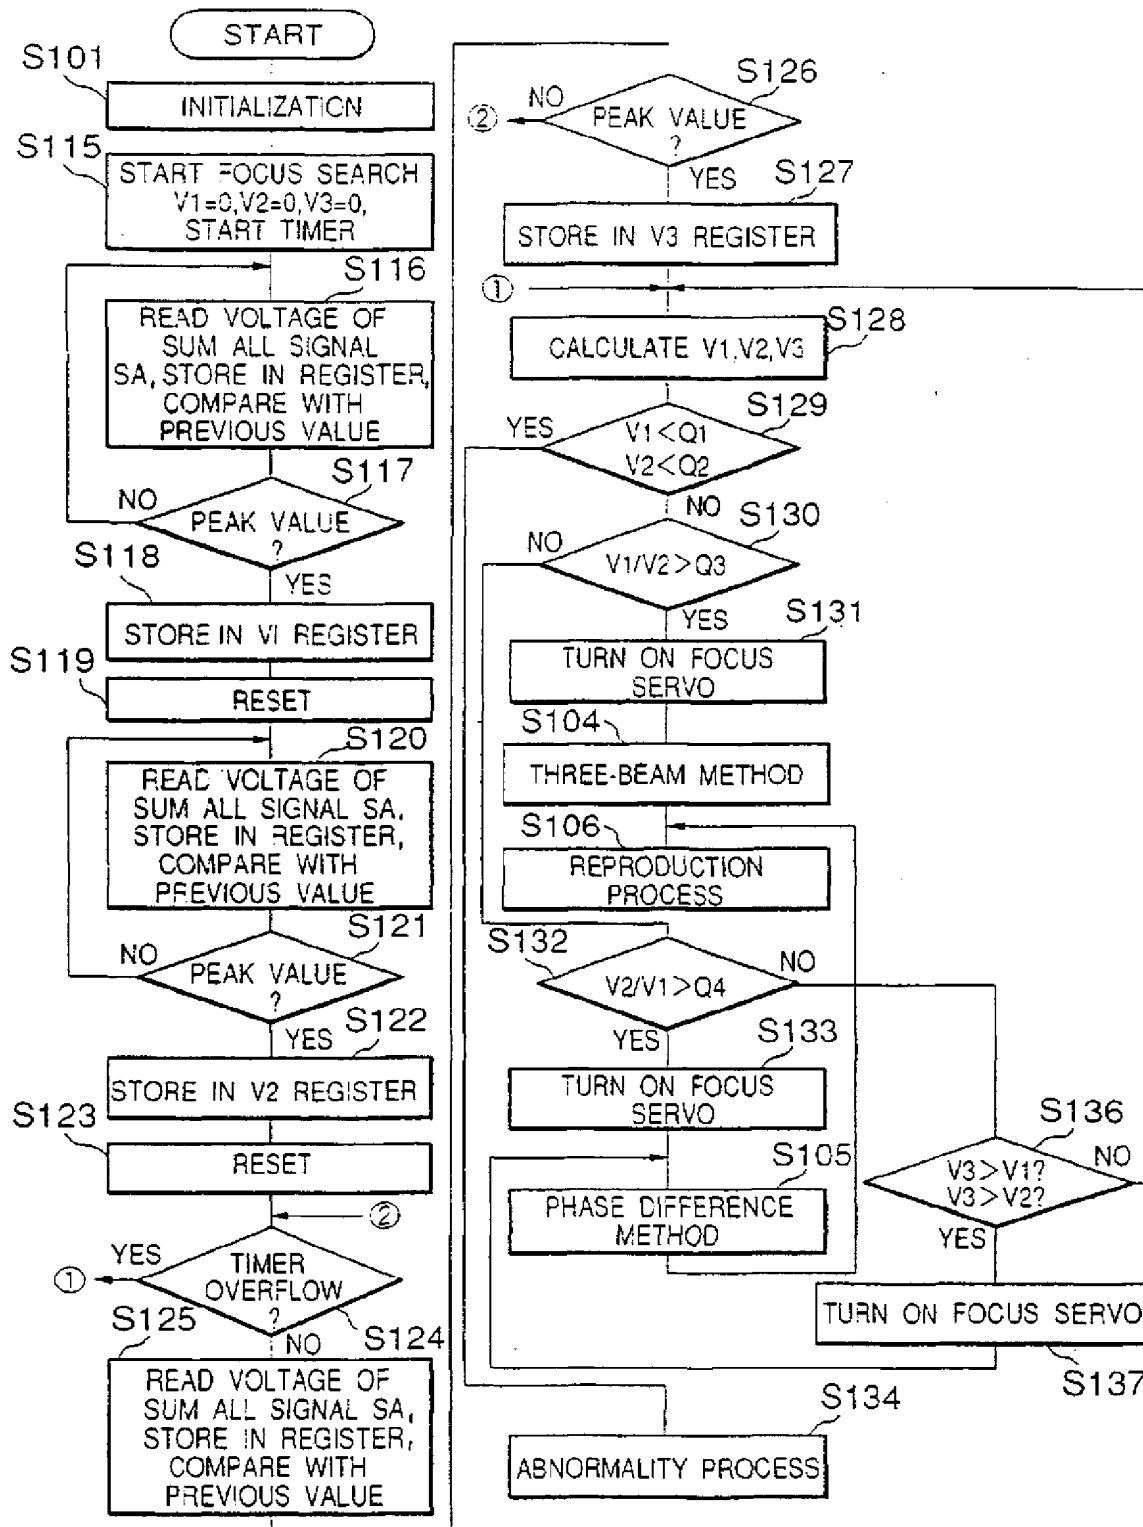 START
S101
INITIALIZATION
S115
START FOCUS SEARCH
V1=0,V2=0,V3=0,
START TIMER
S116
READ VOLTAGE OF
SUM ALL SIGNAL
SA, STORE IN REGISTER,
COMPARE WITH
PREVIOUS VALUE
S117
NO
PEAK VALUE
?
YES
S118
STORE IN V1 REGISTER
S119
RESET
S120
READ VOLTAGE OF
SUM ALL SIGNAL SA,
STORE IN REGISTER,
COMPARE WITH
PREVIOUS VALUE
S121
NO
PEAK VALUE
?
YES
S122
STORE IN V2 REGISTER
S123
RESET
②
YES
TIMER
OVERFLOW
?
①
S124
NO
S125
READ VOLTAGE OF
SUM ALL SIGNAL SA,
STORE IN REGISTER,
COMPARE WITH
PREVIOUS VALUE
S126
NO
②
PEAK VALUE
?
YES
S127
STORE IN V3 REGISTER
①
S128
CALCULATE V1,V2,V3
S129
YES
V1<Q1
V2<Q2
NO
S130
NO
V1/V2>Q3
YES
S131
TURN ON FOCUS
SERVO
S104
THREE-BEAM METHOD
S106
REPRODUCTION
PROCESS
S132
NO
V2/V1>Q4
YES
S133
TURN ON FOCUS
SERVO
S105
PHASE DIFFERENCE
METHOD
S136
V3>V1?
V3>V2?
NO
YES
TURN ON FOCUS SERVO
S137
S134
ABNORMALITY PROCESS